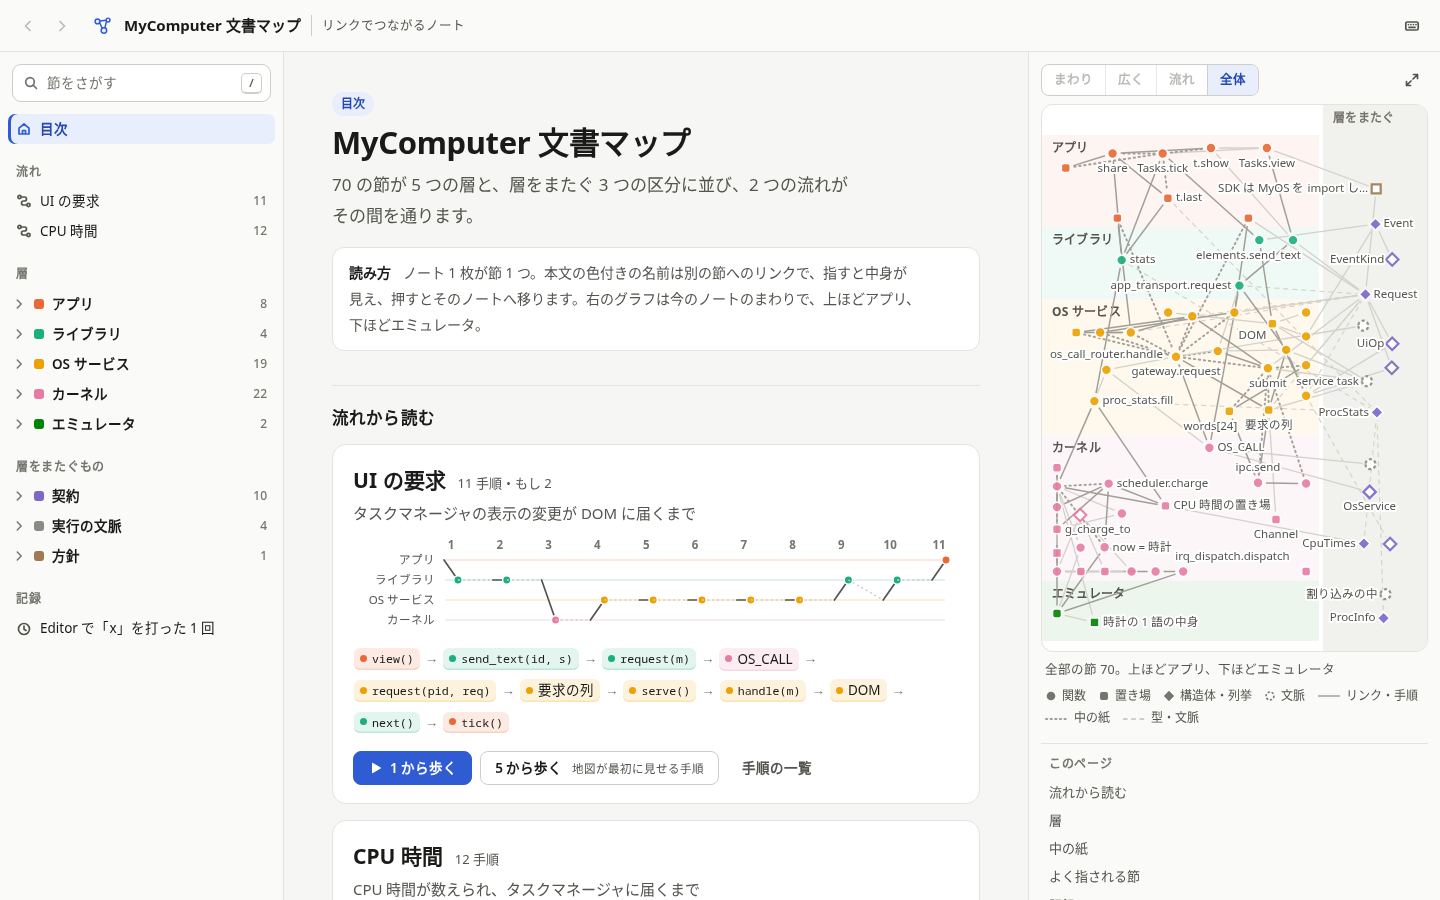 MyComputer 文書マップ
リンクでつながるノート
節をさがす
/
目次
流れ
UI の要求 11
CPU 時間 12
層
アプリ 8
ライブラリ 4
OS サービス 19
カーネル 22
エミュレータ 2
層をまたぐもの
契約 10
実行の文脈 4
方針 1
記録
Editor で「x」を打った 1 回
目次
MyComputer 文書マップ
70 の節が 5 つの層と、層をまたぐ 3 つの区分に並び、2 つの流れが
その間を通ります。
読み方 ノート 1 枚が節 1 つ。本文の色付きの名前は別の節へのリンクで、指すと中身が
見え、押すとそのノートへ移ります。右のグラフは今のノートのまわりで、上ほどアプリ、
下ほどエミュレータ。
流れから読む
UI の要求 11 手順・もし 2
タスクマネージャの表示の変更が DOM に届くまで
1 2 3 4 5 6 7 8 9 10 11
アプリ
ライブラリ
OS サービス
カーネル
view() → send_text(id, s) → request(m) → OS_CALL →
request(pid, req) → 要求の列 → serve() → handle(m) → DOM →
next() → tick()
1 から歩く
5 から歩く 地図が最初に見せる手順
手順の一覧
CPU 時間 12 手順
CPU 時間が数えられ、タスクマネージャに届くまで
まわり 広く 流れ 全体
層をまたぐ
アプリ
t.show Tasks.view
share Tasks.tick
SDK は MyOS を import し...
t.last
Event
ライブラリ
stats
elements.send_text
EventKind
app_transport.request
Request
OS サービス
DOM
UiOp
os_call_router.handle
gateway.request
submit service task
proc_stats.fill
ProcStats
words[24] 要求の列
カーネル
OS_CALL
ipc.send
scheduler.charge
CPU 時間の置き場
OsService
g_charge_to
Channel
CpuTimes
now = 時計
irq_dispatch.dispatch
エミュレータ
割り込みの中
時計の 1 語の中身
ProcInfo
全部の節 70。上ほどアプリ、下ほどエミュレータ
関数 置き場 構造体・列挙 文脈 リンク・手順
中の紙 型・文脈
このページ
流れから読む
層
中の紙
よく指される節